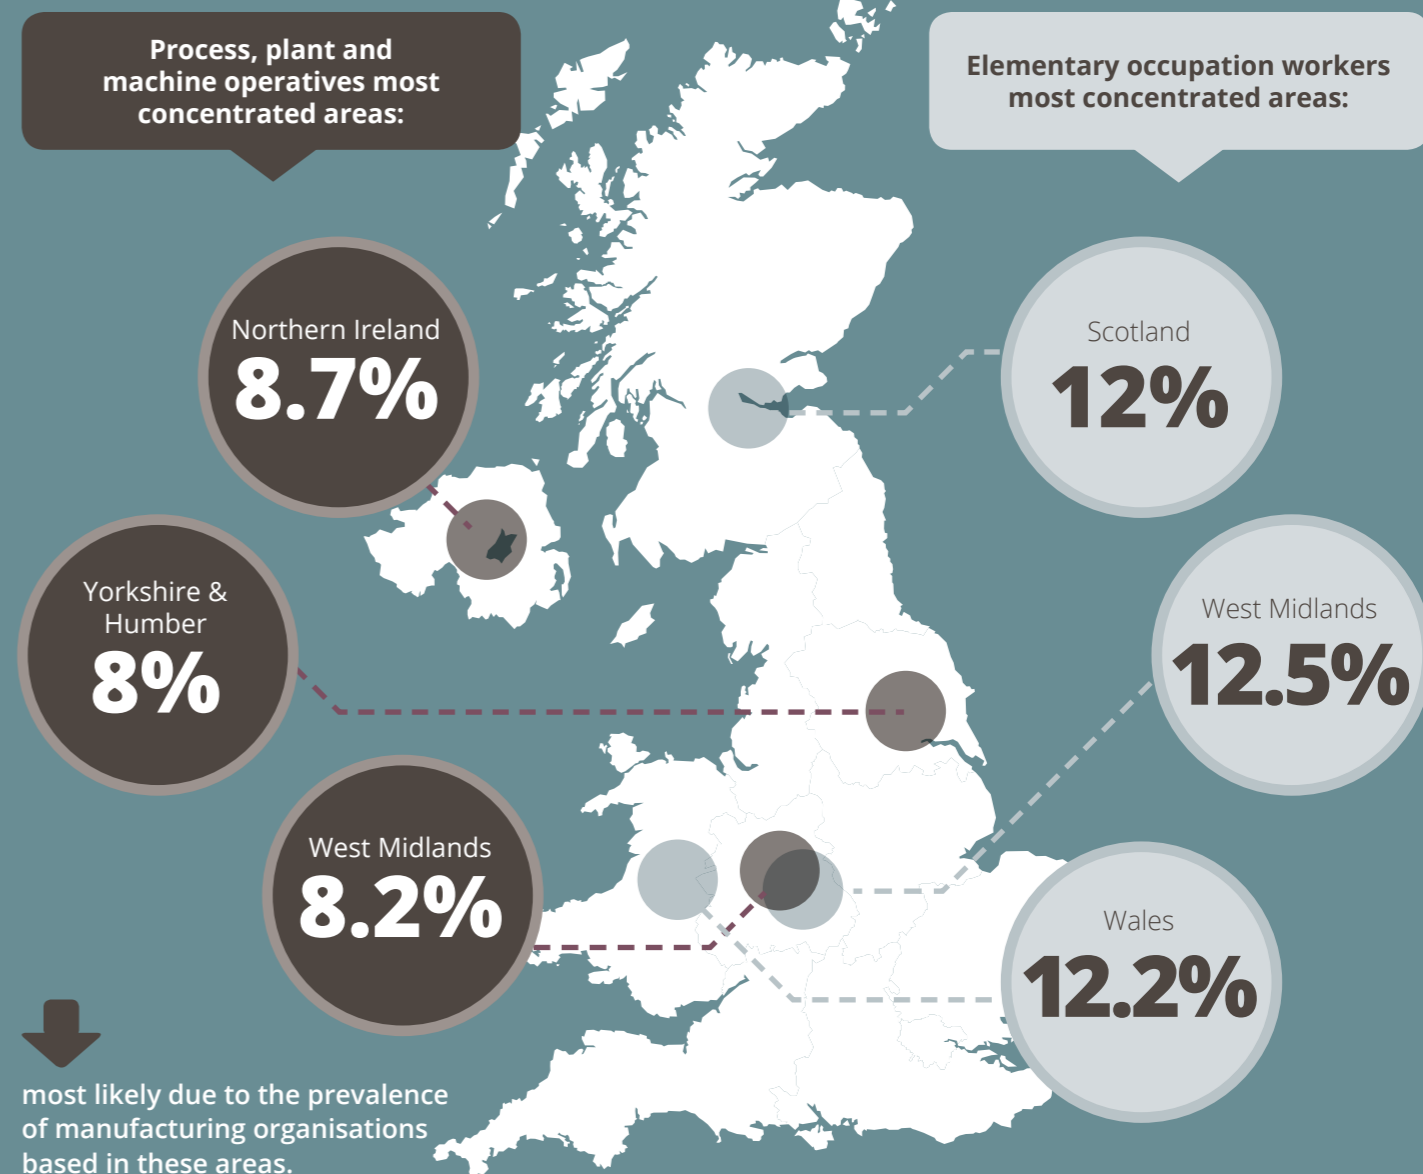 Process, plant and
machine operatives most
concentrated areas:
Elementary occupation workers
most concentrated areas:
Northern Ireland
8.7%
Scotland
12%
Yorkshire &
Humber
8%
West Midlands
12.5%
West Midlands
8.2%
Wales
12.2%
most likely due to the prevalence
of manufacturing organisations
based in these areas.